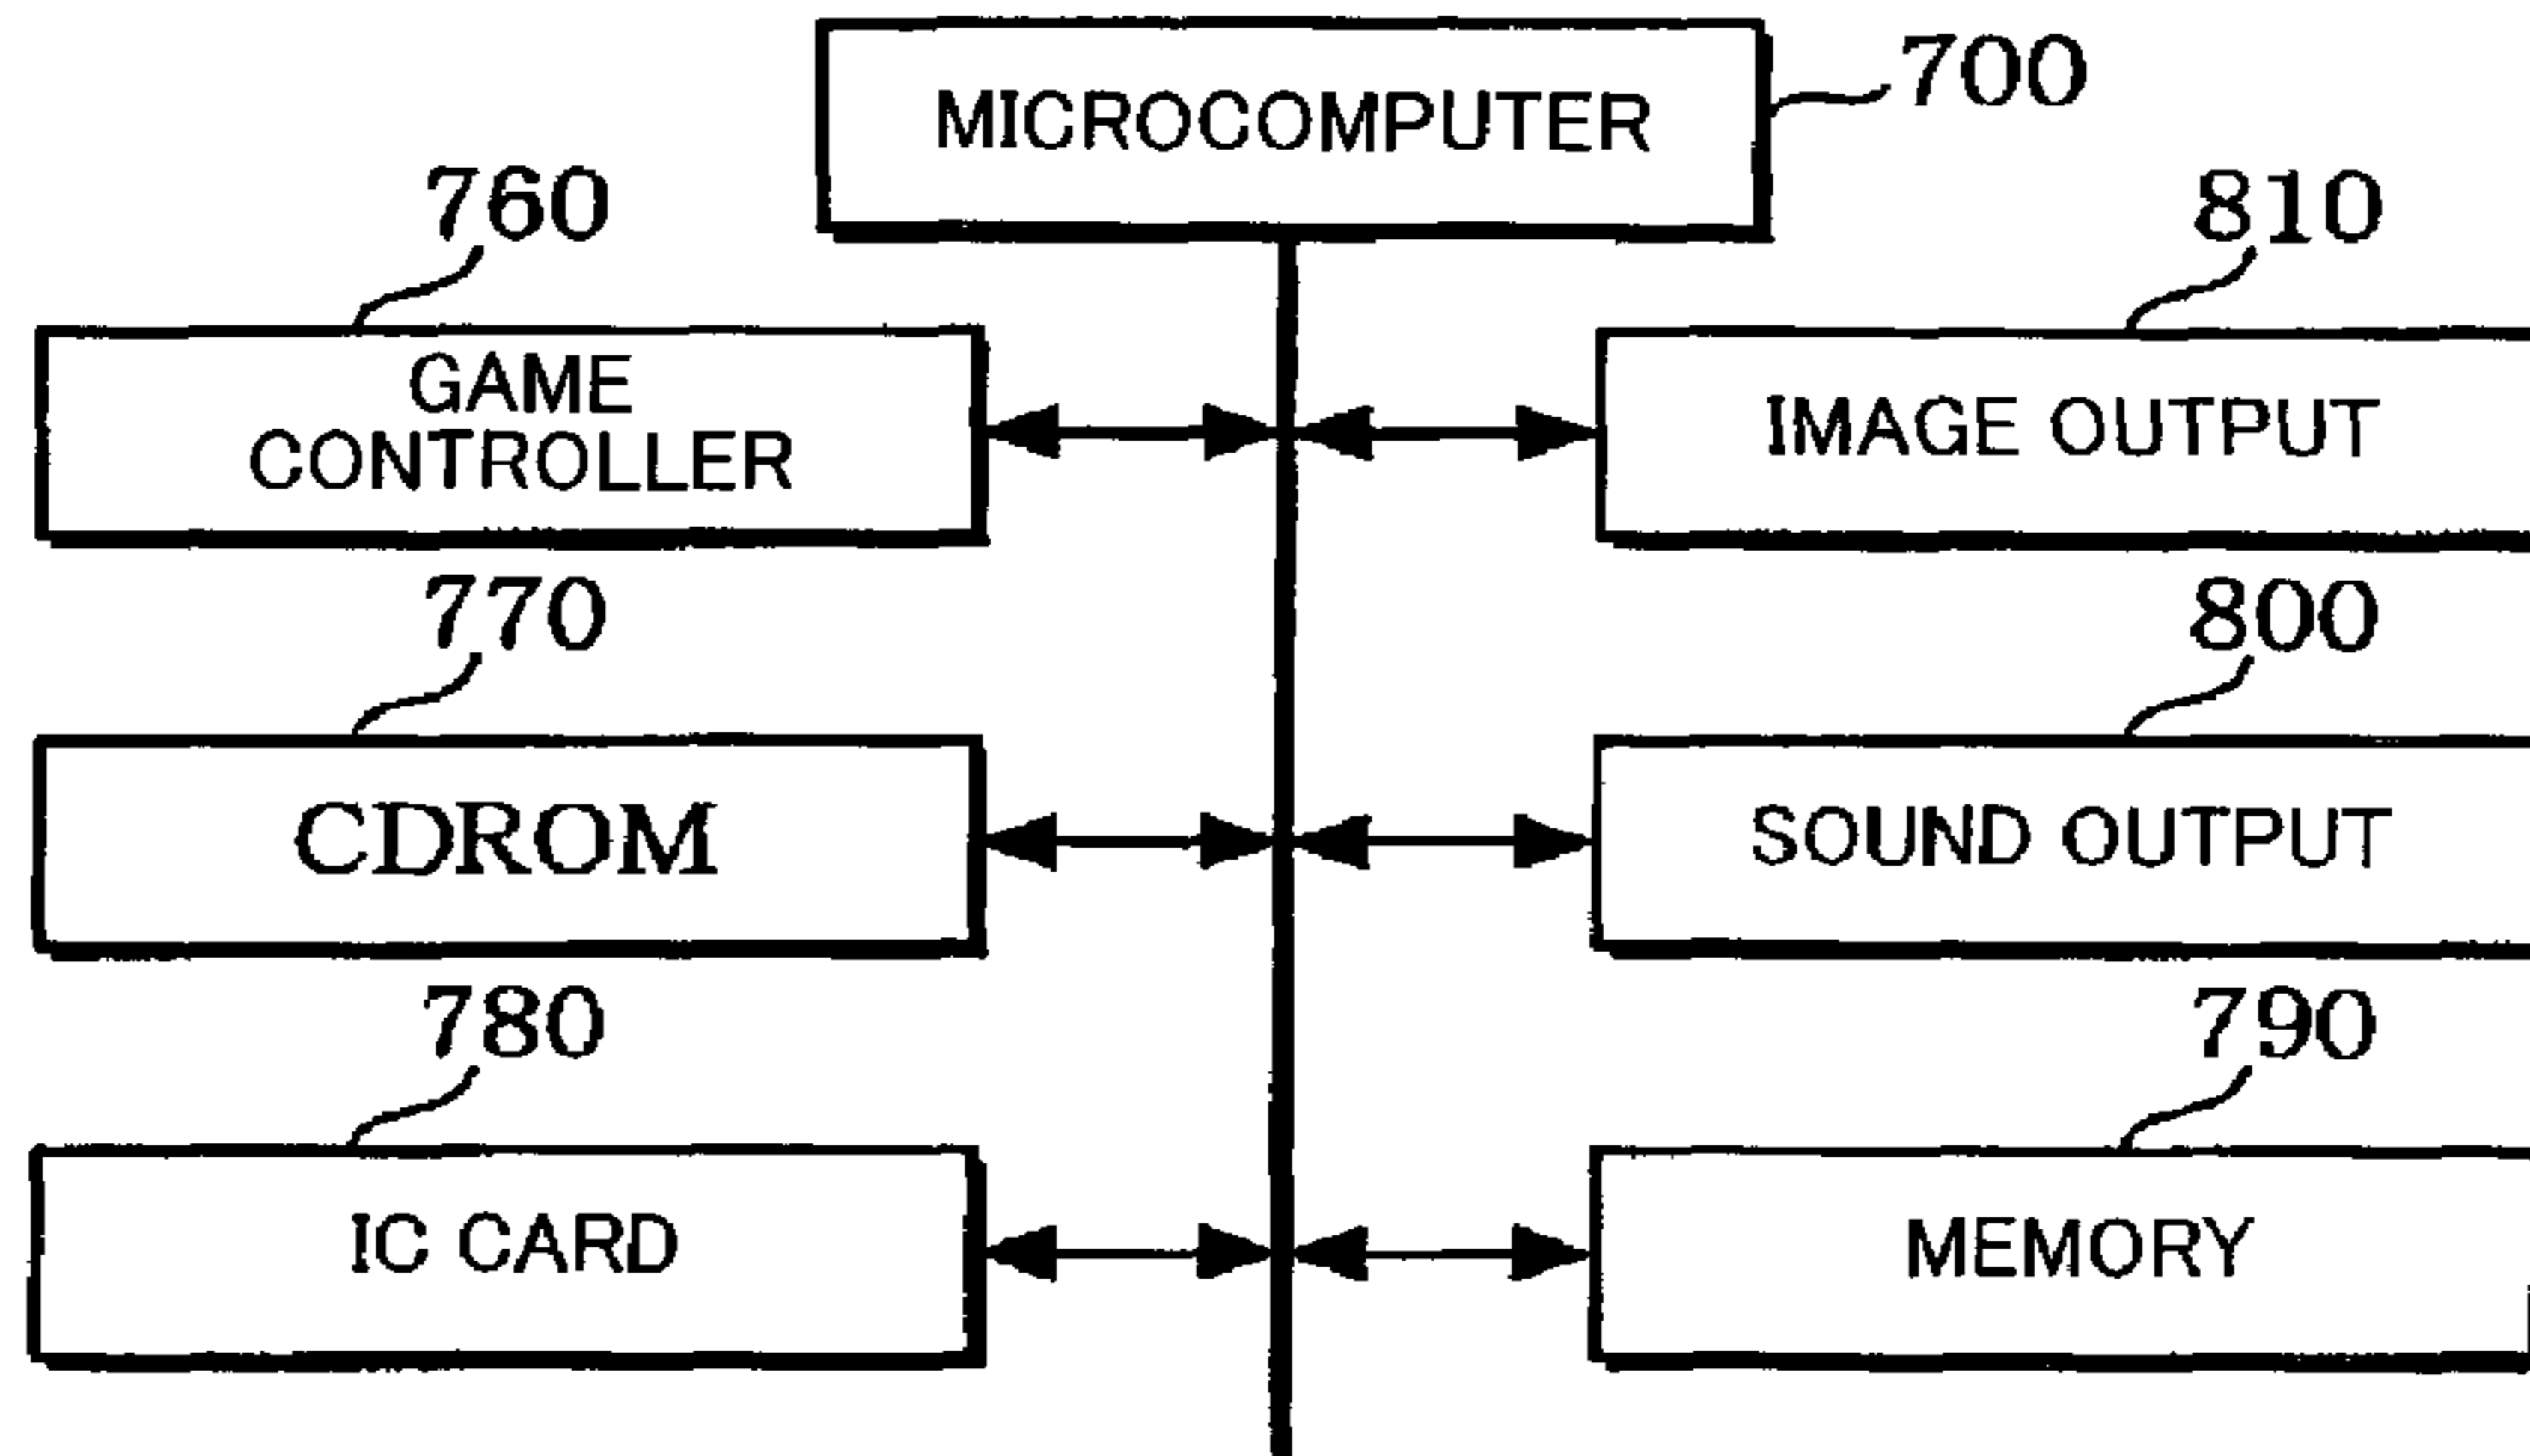 MICROCOMPUTER
700
760
810
GAME
CONTROLLER
IMAGE OUTPUT
770
800
CDROM
SOUND OUTPUT
780
790
IC CARD
MEMORY